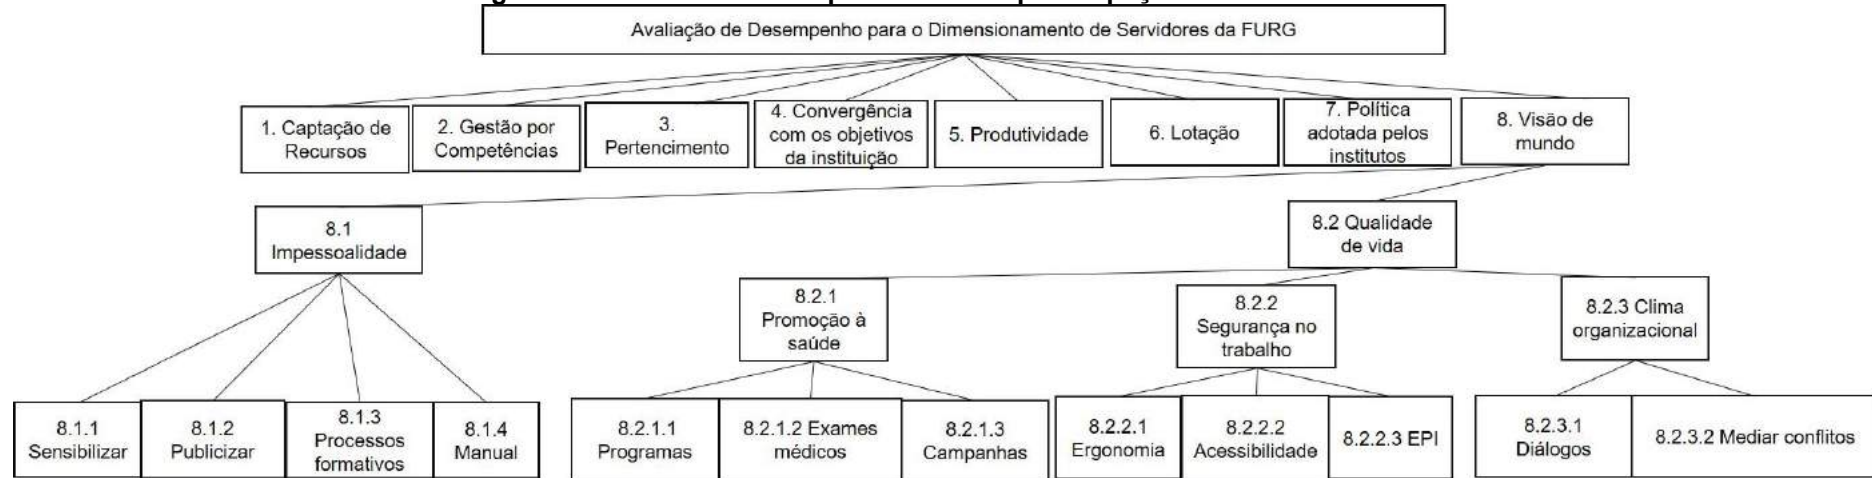 Avaliação de Desempenho para o Dimensionamento de Servidores da FURG
1. Captação de
Recursos
2. Gestão por
Competências
3.
Pertencimento
4. Convergência
com os objetivos
da instituição
5. Produtividade
6. Lotação
7. Política
adotada pelos
institutos
8. Visão de
mundo
8.1
Impessoalidade
8.2 Qualidade
de vida
8.2.1
Promoção à
saúde
8.2.2
Segurança no
trabalho
8.2.3 Clima
organizacional
8.1.1
Sensibilizar
8.1.2
Publicizar
8.1.3
Processos
formativos
8.1.4
Manual
8.2.1.1
Programas
8.2.1.2 Exames
médicos
8.2.1.3
Campanhas
8.2.2.1
Ergonomia
8.2.2.2
Acessibilidade
8.2.2.3 EPI
8.2.3.1
Diálogos
8.2.3.2 Mediar conflitos